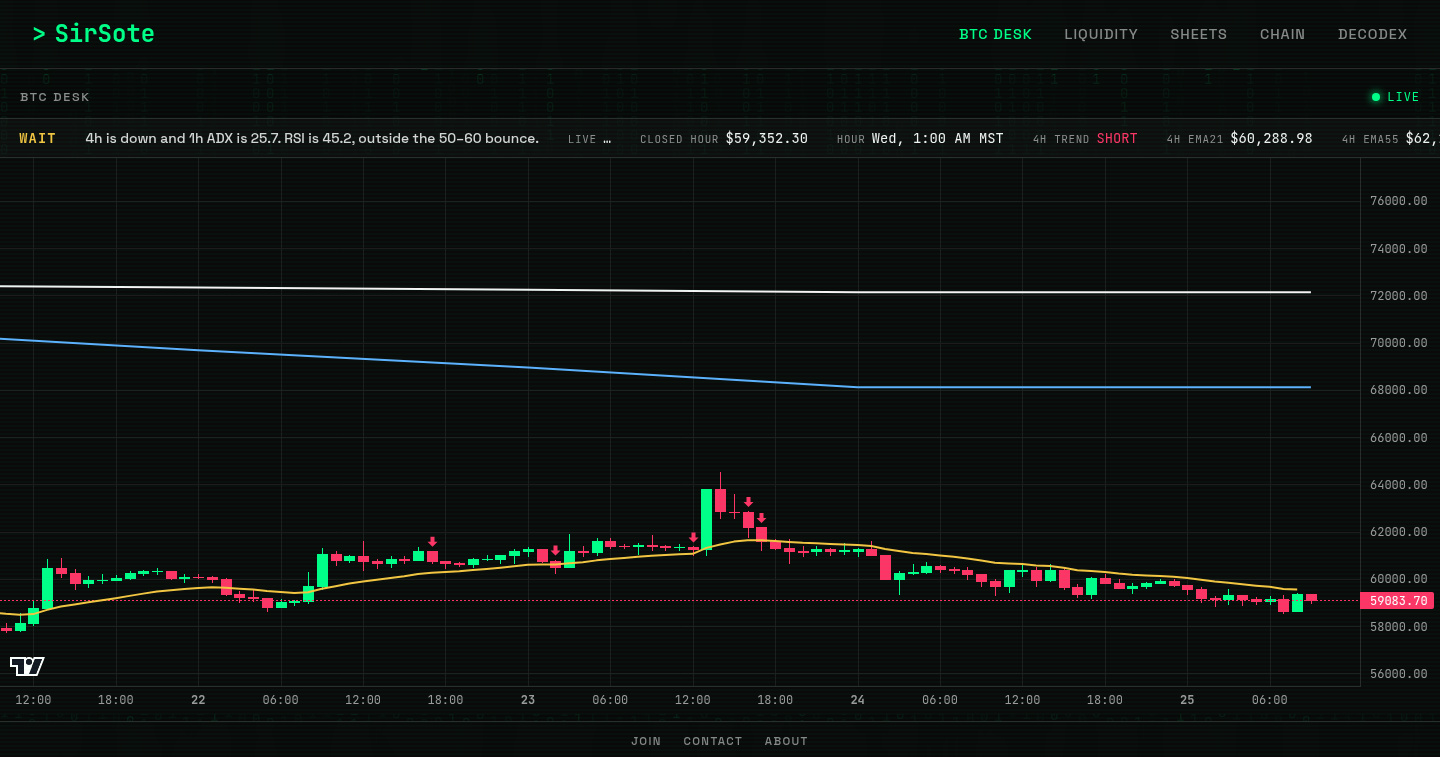 > SirSote
BTC DESK LIQUIDITY SHEETS CHAIN DECODEX
BTC DESK
LIVE
WAIT 4h is down and 1h ADX is 25.7. RSI is 45.2, outside the 50–60 bounce. LIVE … CLOSED HOUR $59,352.30 HOUR Wed, 1:00 AM MST 4H TREND SHORT 4H EMA21 $60,288.98 4H EMA55 $62,
76000.00
74000.00
72000.00
70000.00
68000.00
66000.00
64000.00
62000.00
60000.00
59083.70
58000.00
56000.00
12:00 18:00 22 06:00 12:00 18:00 23 06:00 12:00 18:00 24 06:00 12:00 18:00 25 06:00
JOIN CONTACT ABOUT